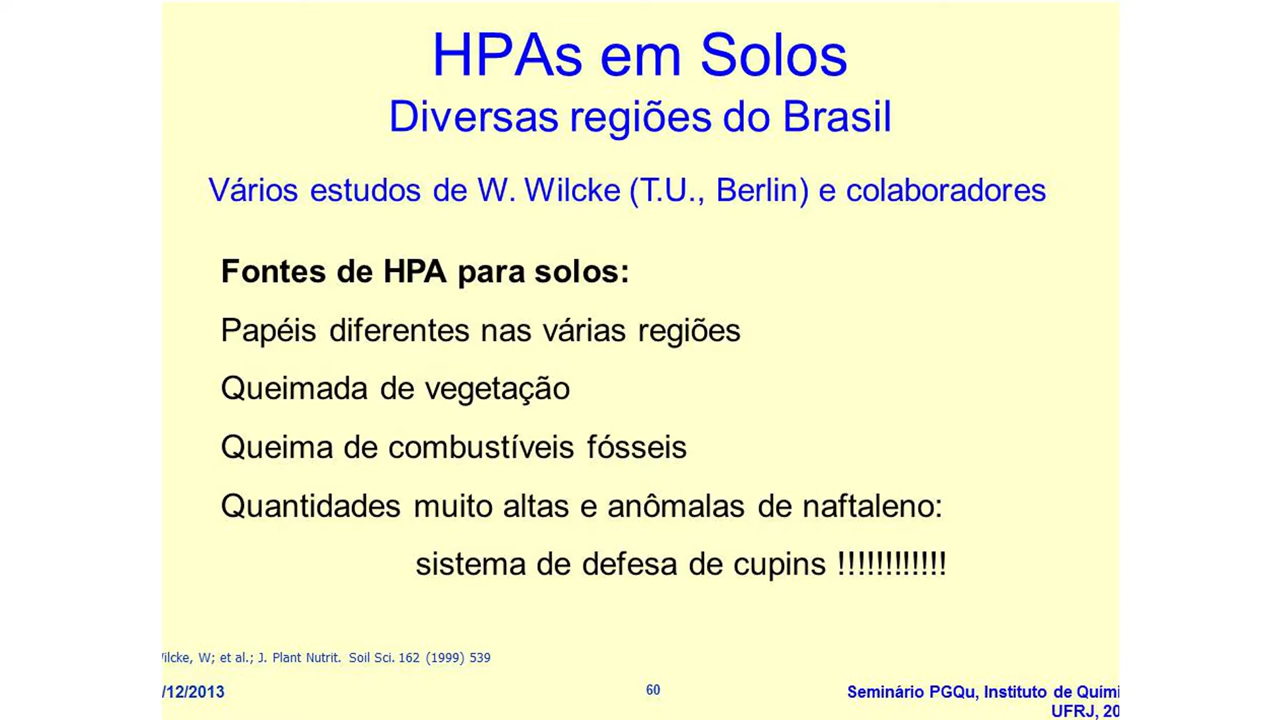 HPAs em Solos
Diversas regiões do Brasil
Vários estudos de W. Wilcke (T.U., Berlin) e colaboradores
Fontes de HPA para solos:
Papéis diferentes nas várias regiões
Queimada de vegetação
Queima de combustíveis fósseis
Quantidades muito altas e anômalas de naftaleno:
sistema de defesa de cupins !!!!!!!!!!!!
ilcke, W; et al.; J. Plant Nutrit. Soil Sci. 162 (1999) 539
/12/2013
60
Seminário PGQu, Instituto de Quími
UFRJ, 20